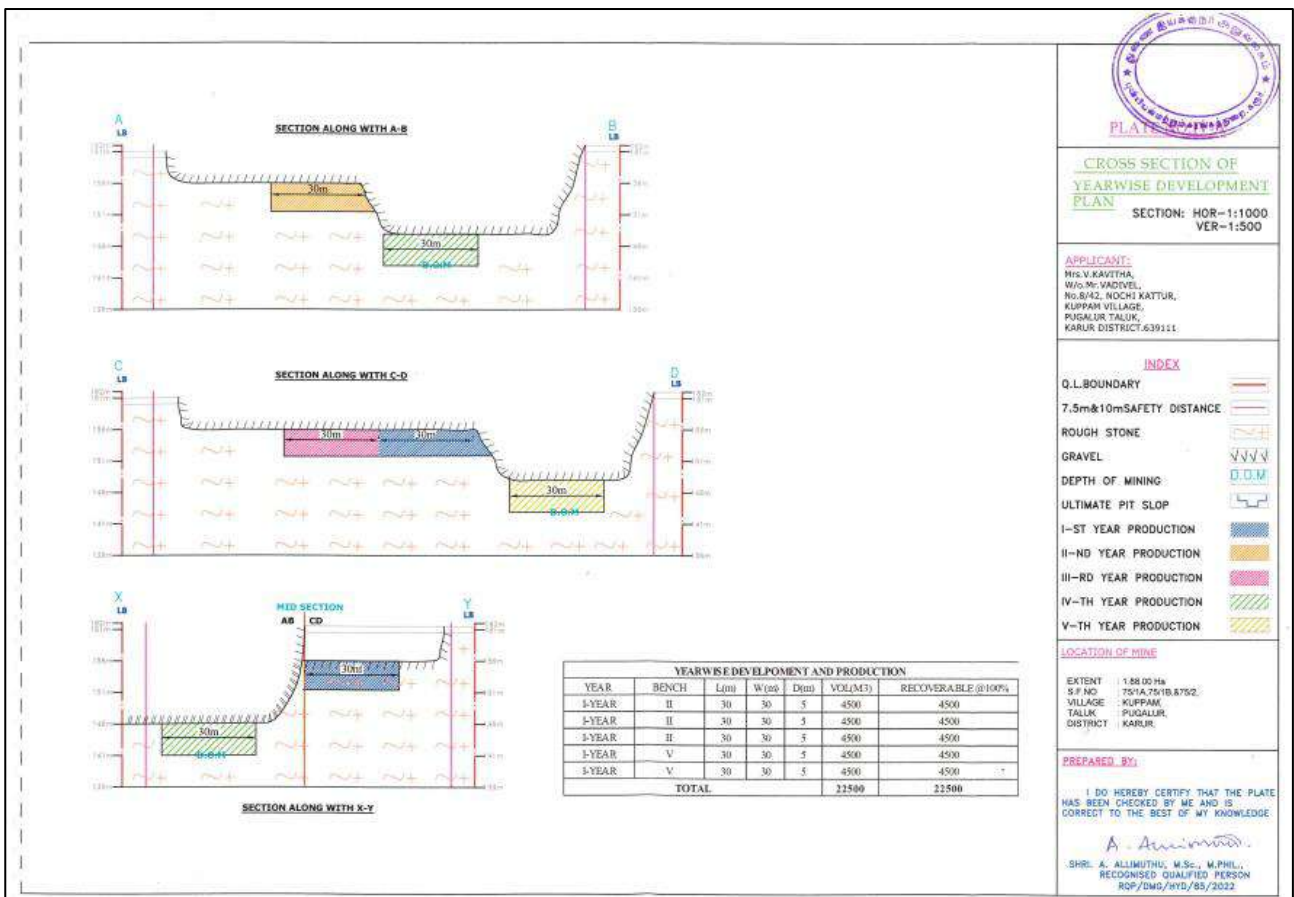 A
LB
SECTION ALONG WITH A-B
B
LB
30m
30m
D.O.M
C
LB
SECTION ALONG WITH C-D
D
LB
30m
30m
30m
D.O.M
X
LB
MID SECTION
AB
CD
Y
LB
30m
30m
D.O.M
SECTION ALONG WITH X-Y
YEARWISE DEVELPOMENT AND PRODUCTION
YEAR BENCH L(m) W(m) D(m) VOL(M3) RECOVERABLE @100%
I-YEAR II 30 30 5 4500 4500
I-YEAR II 30 30 5 4500 4500
I-YEAR II 30 30 5 4500 4500
I-YEAR V 30 30 5 4500 4500
I-YEAR V 30 30 5 4500 4500
TOTAL 22500 22500
CROSS SECTION OF
YEARWISE DEVELOPMENT
PLAN
SECTION: HOR-1:1000
VER-1:500
APPLICANT:
Mrs.V.KAVITHA,
W/o.Mr.VADIVEL,
No.8/42, NOCHI KATTUR,
KUPPAM VILLAGE,
PUGALUR TALUK,
KARUR DISTRICT.639111
INDEX
Q.L.BOUNDARY
7.5m&10mSAFETY DISTANCE
ROUGH STONE
GRAVEL
DEPTH OF MINING D.O.M
ULTIMATE PIT SLOP
I-ST YEAR PRODUCTION
II-ND YEAR PRODUCTION
III-RD YEAR PRODUCTION
IV-TH YEAR PRODUCTION
V-TH YEAR PRODUCTION
LOCATION OF MINE
EXTENT : 1.88.00 Ha
S.F.NO : 75/1A,75/1B,&75/2,
VILLAGE : KUPPAM,
TALUK : PUGALUR,
DISTRICT : KARUR,
PREPARED BY:
I DO HEREBY CERTIFY THAT THE PLATE
HAS BEEN CHECKED BY ME AND IS
CORRECT TO THE BEST OF MY KNOWLEDGE
SHRI. A. ALLIMUTHU, M.Sc., M.PHIL.,
RECOGNISED QUALIFIED PERSON
RQP/DMG/HYD/85/2022